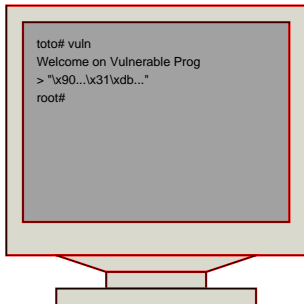 toto# vuln
Welcome on Vulnerable Prog
> "\x90...\x31\xdb..."
root#